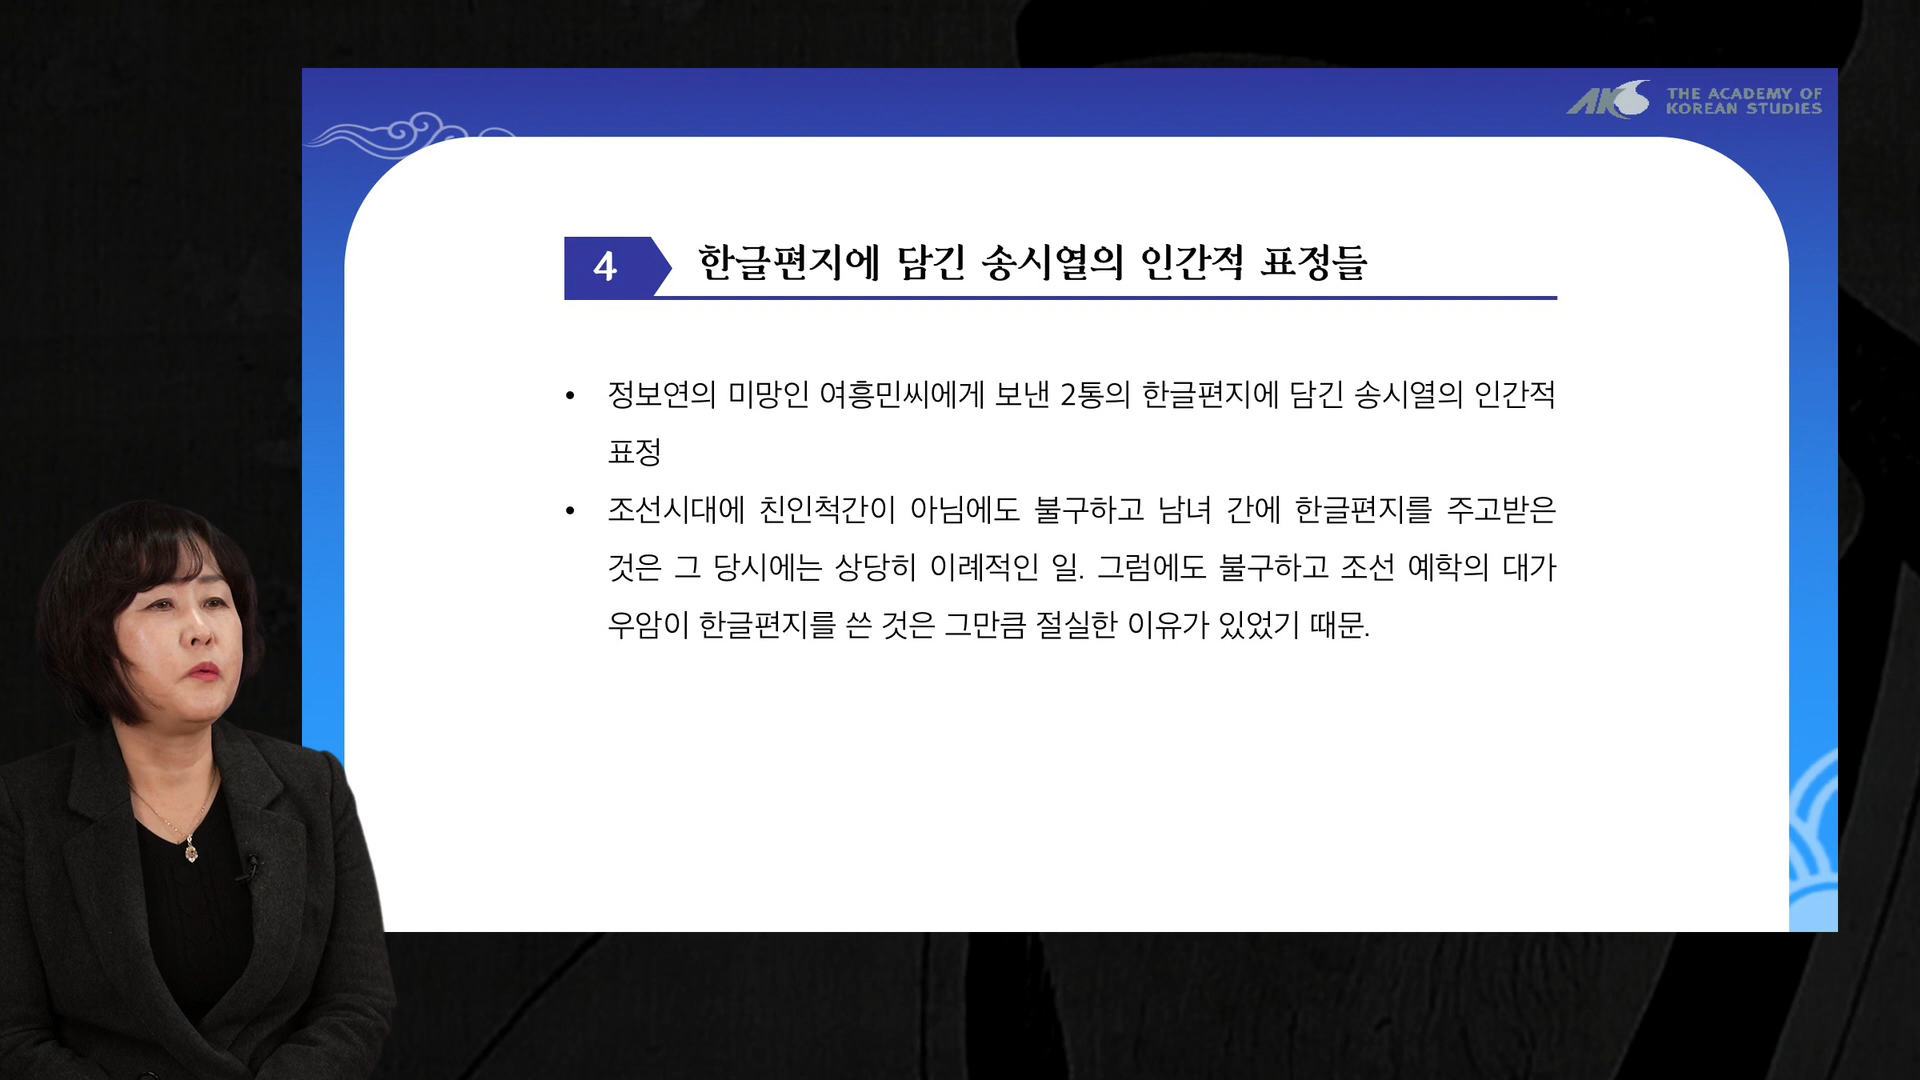 THE ACADEMY OF
KOREAN STUDIES
4 한글편지에 담긴 송시열의 인간적 표정들
• 정보연의 미망인 여흥민씨에게 보낸 2통의 한글편지에 담긴 송시열의 인간적
표정
• 조선시대에 친인척간이 아님에도 불구하고 남녀 간에 한글편지를 주고받은
것은 그 당시에는 상당히 이례적인 일. 그럼에도 불구하고 조선 예학의 대가
우암이 한글편지를 쓴 것은 그만큼 절실한 이유가 있었기 때문.